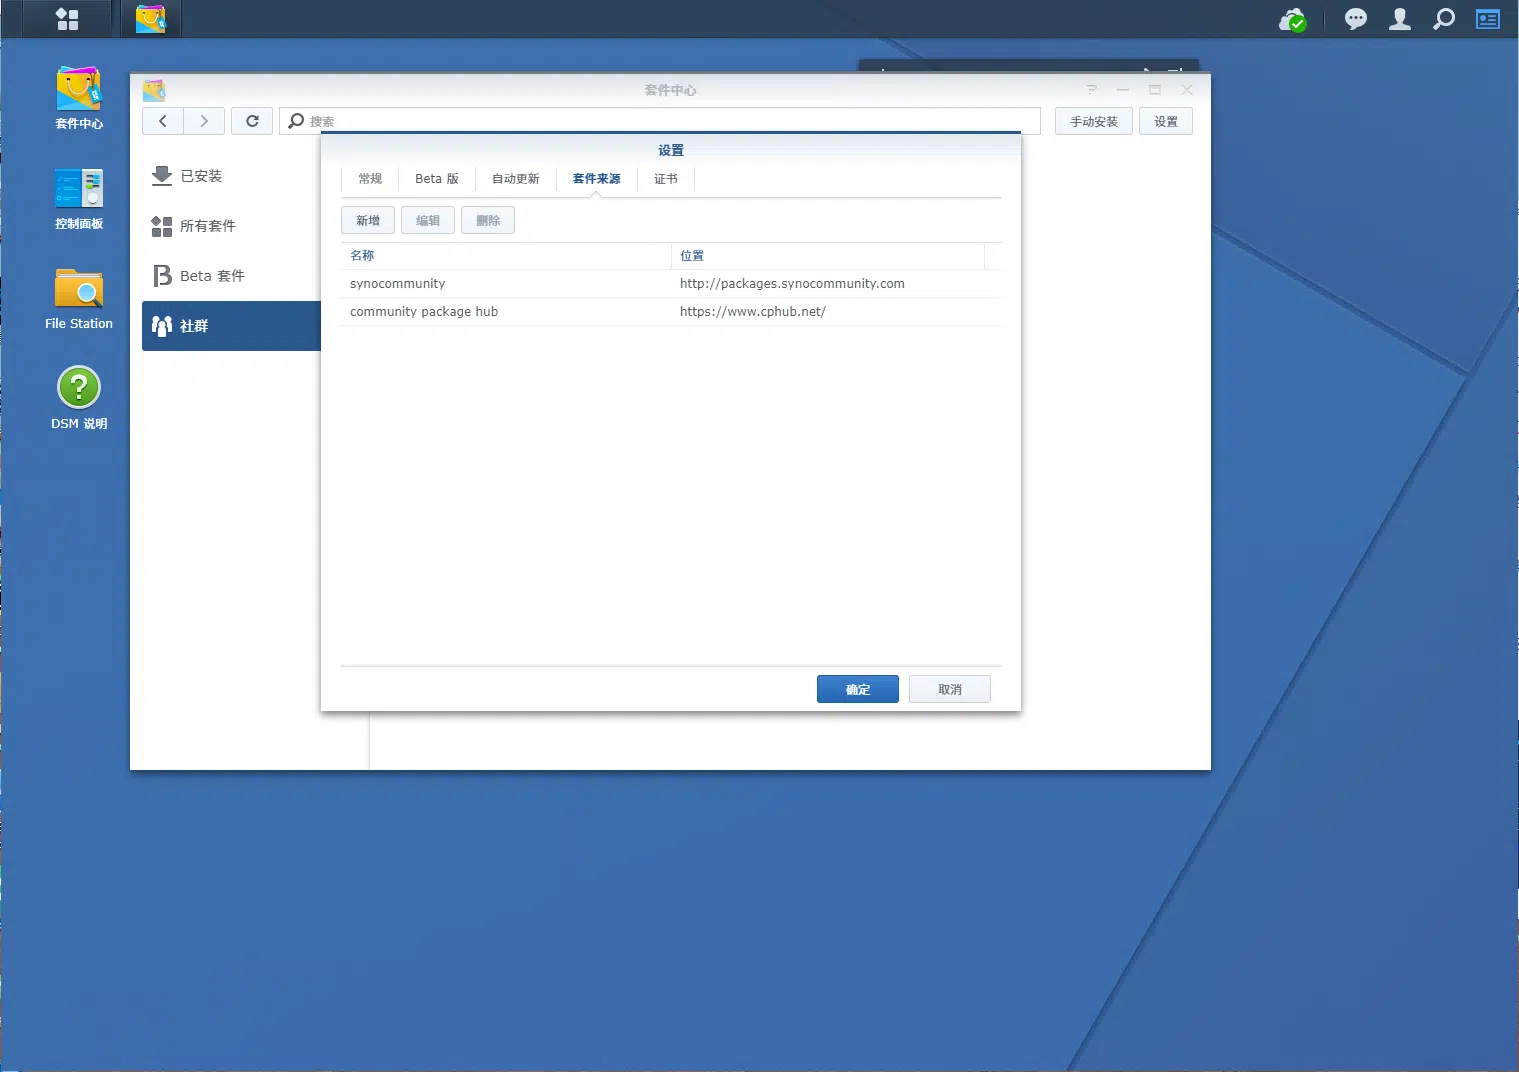 套件中心
控制面板
File Station
DSM 说明
套件中心
搜索
手动安装
设置
已安装
所有套件
Beta 套件
社群
设置
常规
Beta 版
自动更新
套件来源
证书
新增
编辑
删除
名称 位置
synocommunity http://packages.synocommunity.com
community package hub https://www.cphub.net/
确定
取消